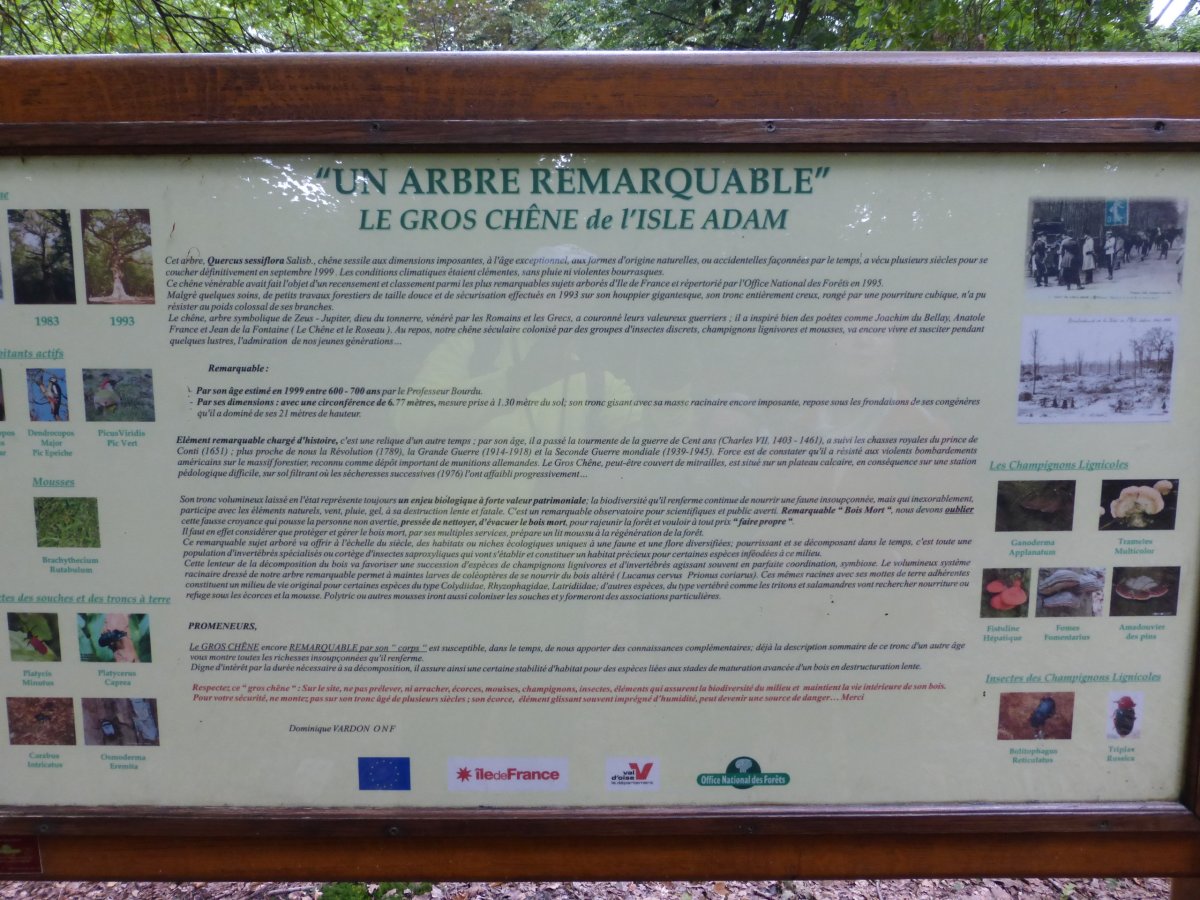 "UN ARBRE REMARQUABLE"
LE GROS CHÊNE de l'ISLE ADAM
Cet arbre, Quercus sessiflora Salisb., chêne sessile aux dimensions imposantes, à l'âge exceptionnel, aux formes d'origine naturelles, ou accidentelles façonnées par le temps, a vécu plusieurs siècles pour se
coucher définitivement en septembre 1999. Les conditions climatiques étaient clémentes, sans pluie ni violentes bourrasques.
Ce chêne vénérable avait fait l'objet d'un recensement et classement parmi les plus remarquables sujets arborés d'Ile de France et répertorié par l'Office National des Forêts en 1995.
Malgré quelques soins, de petits travaux forestiers de taille douce et de sécurisation effectués en 1993 sur son houppier gigantesque, son tronc entièrement creux, rongé par une pourriture cubique, n'a pu
résister au poids colossal de ses branches.
Le chêne, arbre symbolique de Zeus - Jupiter, dieu du tonnerre, vénéré par les Romains et les Grecs, a couronné leurs valeureux guerriers ; il a inspiré bien des poètes comme Joachim du Bellay, Anatole
France et Jean de la Fontaine ( Le Chêne et le Roseau ). Au repos, notre chêne séculaire colonisé par des groupes d'insectes discrets, champignons lignivores et mousses, va encore vivre et susciter pendant
quelques lustres, l'admiration de nos jeunes générations...
Remarquable :
- Par son âge estimé en 1999 entre 600 - 700 ans par le Professeur Bourdu.
- Par ses dimensions : avec une circonférence de 6.77 mètres, mesure prise à 1.30 mètre du sol; son tronc gisant avec sa masse racinaire encore imposante, repose sous les frondaisons de ses congénères
qu'il a dominé de ses 21 mètres de hauteur.
Elément remarquable chargé d'histoire, c'est une relique d'un autre temps ; par son âge, il a passé la tourmente de la guerre de Cent ans (Charles VII, 1403 - 1461), a suivi les chasses royales du prince de
Conti (1651) ; plus proche de nous la Révolution (1789), la Grande Guerre (1914-1918) et la Seconde Guerre mondiale (1939-1945). Force est de constater qu'il a résisté aux violents bombardements
américains sur le massif forestier, reconnu comme dépôt important de munitions allemandes. Le Gros Chêne, peut-être couvert de mitrailles, est situé sur un plateau calcaire, en conséquence sur une station
pédologique difficile, sur sol filtrant où les sécheresses successives (1976) l'ont affaibli progressivement...
Son tronc volumineux laissé en l'état représente toujours un enjeu biologique à forte valeur patrimoniale; la biodiversité qu'il renferme continue de nourrir une faune insoupçonnée, mais qui inexorablement,
participe avec les éléments naturels, vent, pluie, gel, à sa destruction lente et fatale. C'est un remarquable observatoire pour scientifiques et public averti. Remarquable " Bois Mort ", nous devons oublier
cette fausse croyance qui pousse la personne non avertie, pressée de nettoyer, d'évacuer le bois mort, pour rajeunir la forêt et vouloir à tout prix " faire propre ".
Il faut en effet considérer que protéger et gérer le bois mort, par ses multiples services, prépare un lit moussu à la régénération de la forêt.
Ce remarquable sujet arboré va offrir à l'échelle du siècle, des habitats ou niches écologiques uniques à une faune et une flore diversifiées; pourrissant et se décomposant dans le temps, c'est toute une
population d'invertébrés spécialisés ou cortège d'insectes saproxyliques qui vont s'établir et constituer un habitat précieux pour certaines espèces inféodées à ce milieu.
Cette lenteur de la décomposition du bois va favoriser une succession d'espèces de champignons lignivores et d'invertébrés agissant souvent en parfaite coordination, symbiose. Le volumineux système
racinaire dressé de notre arbre remarquable permet à maintes larves de coléoptères de se nourrir du bois altéré ( Lucanus cervus Prionus coriarus). Ces mêmes racines avec ses mottes de terre adhérentes
constituent un milieu de vie original pour certaines espèces du type Colydiidae, Rhysophagidae, Latridiidae; d'autres espèces, du type vertébré comme les tritons et salamandres vont rechercher nourriture ou
refuge sous les écorces et la mousse. Polytric ou autres mousses iront aussi coloniser les souches et y formeront des associations particulières.
PROMENEURS,
Le GROS CHÊNE encore REMARQUABLE par son " corps " est susceptible, dans le temps, de nous apporter des connaissances complémentaires; déjà la description sommaire de ce tronc d'un autre âge
vous montre toutes les richesses insoupçonnées qu'il renferme.
Digne d'intérêt par la durée nécessaire à sa décomposition, il assure ainsi une certaine stabilité d'habitat pour des espèces liées aux stades de maturation avancée d'un bois en destructuration lente.
Respectez ce " gros chêne " : Sur le site, ne pas prélever, ni arracher, écorces, mousses, champignons, insectes, éléments qui assurent la biodiversité du milieu et maintient la vie intérieure de son bois.
Pour votre sécurité, ne montez pas sur son tronc âgé de plusieurs siècles ; son écorce, élément glissant souvent imprégné d'humidité, peut devenir une source de danger... Merci
Dominique VARDON ONF
1983
1993
bitants actifs
Dendrocopos
Major
Pic Epeiche
PicusViridis
Pic Vert
Mousses
Brachythecium
Rutabulum
ctes des souches et des troncs à terre
Platycis
Minutus
Platycerus
Caprea
Carabus
Intricatus
Osmoderma
Eremita
Les Champignons Lignicoles
Ganoderma
Applanatum
Trametes
Multicolor
Fistuline
Hépatique
Fomes
Fomentarius
Amadouvier
des pins
Insectes des Champignons Lignicoles
Bolitophagus
Reticulatus
Triplax
Russica
îledeFrance
val
d'oise
le département
Office National des Forêts